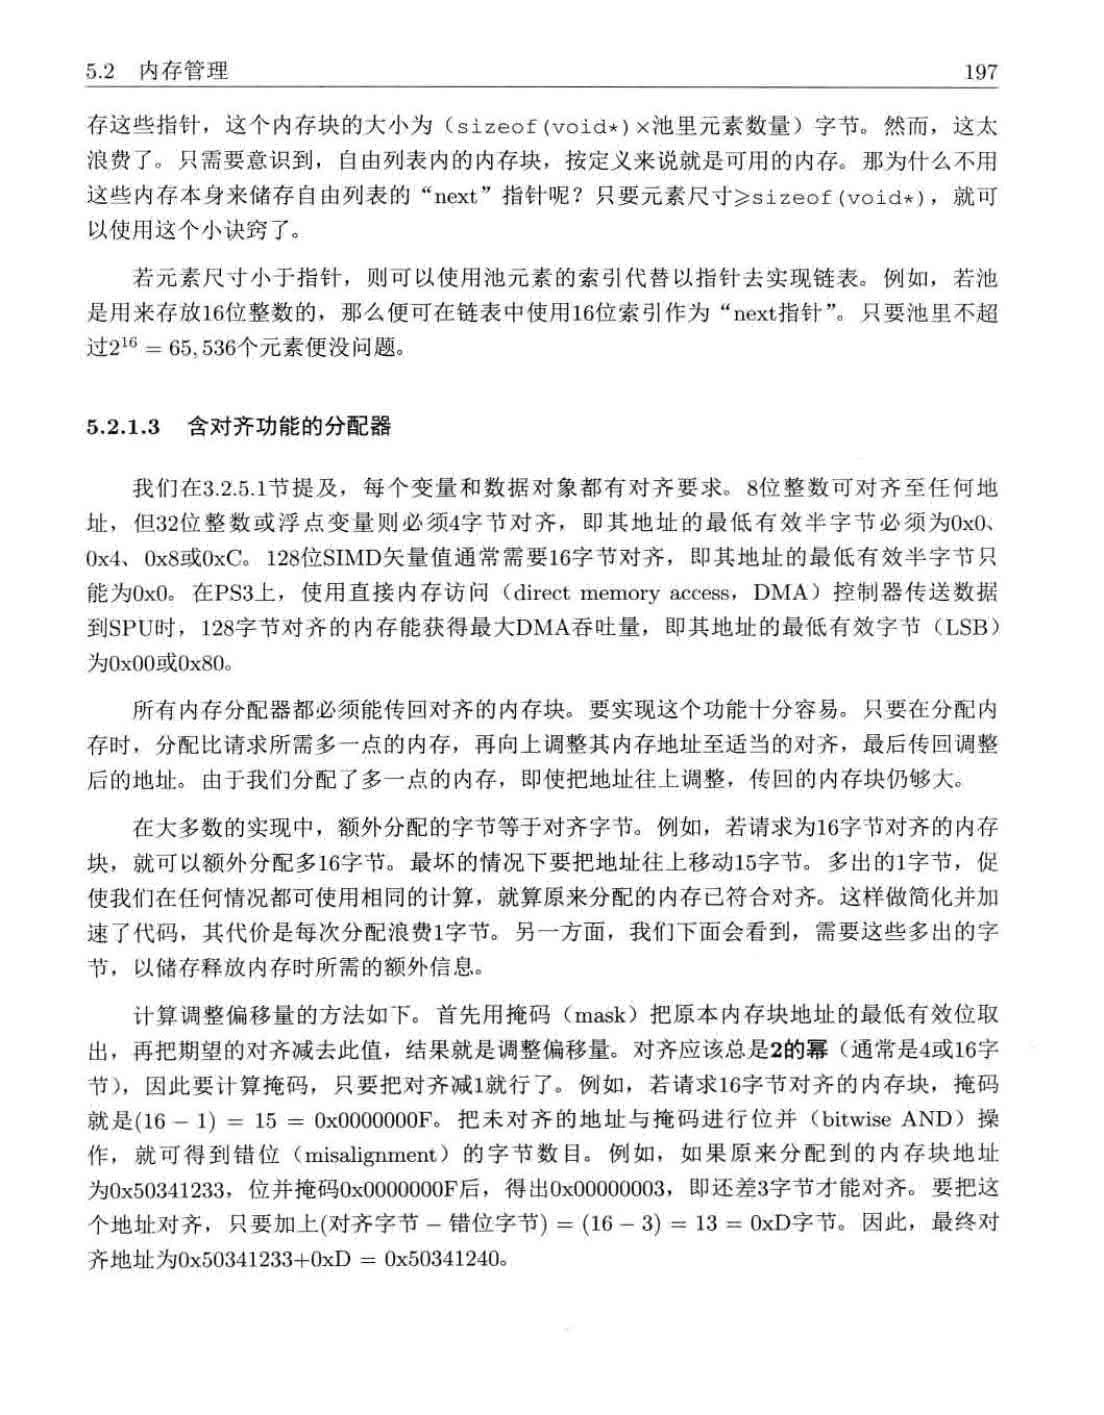 5.2 内存管理 197
存这些指针，这个内存块的大小为（sizeof(void*)×池里元素数量）字节。然而，这太
浪费了。只需要意识到，自由列表内的内存块，按定义来说就是可用的内存。那为什么不用
这些内存本身来储存自由列表的“next”指针呢？只要元素尺寸⩾sizeof(void*)，就可
以使用这个小诀窍了。
若元素尺寸小于指针，则可以使用池元素的索引代替以指针去实现链表。例如，若池
是用来存放16位整数的，那么便可在链表中使用16位索引作为“next指针”。只要池里不超
过2¹⁶ = 65,536个元素便没问题。
5.2.1.3 含对齐功能的分配器
我们在3.2.5.1节提及，每个变量和数据对象都有对齐要求。8位整数可对齐至任何地
址，但32位整数或浮点变量则必须4字节对齐，即其地址的最低有效半字节必须为0x0、
0x4、0x8或0xC。128位SIMD矢量值通常需要16字节对齐，即其地址的最低有效半字节只
能为0x0。在PS3上，使用直接内存访问（direct memory access，DMA）控制器传送数据
到SPU时，128字节对齐的内存能获得最大DMA吞吐量，即其地址的最低有效字节（LSB）
为0x00或0x80。
所有内存分配器都必须能传回对齐的内存块。要实现这个功能十分容易。只要在分配内
存时，分配比请求所需多一点的内存，再向上调整其内存地址至适当的对齐，最后传回调整
后的地址。由于我们分配了多一点的内存，即使把地址往上调整，传回的内存块仍够大。
在大多数的实现中，额外分配的字节等于对齐字节。例如，若请求为16字节对齐的内存
块，就可以额外分配多16字节。最坏的情况下要把地址往上移动15字节。多出的1字节，促
使我们在任何情况都可使用相同的计算，就算原来分配的内存已符合对齐。这样做简化并加
速了代码，其代价是每次分配浪费1字节。另一方面，我们下面会看到，需要这些多出的字
节，以储存释放内存时所需的额外信息。
计算调整偏移量的方法如下。首先用掩码（mask）把原本内存块地址的最低有效位取
出，再把期望的对齐减去此值，结果就是调整偏移量。对齐应该总是2的幂（通常是4或16字
节），因此要计算掩码，只要把对齐减1就行了。例如，若请求16字节对齐的内存块，掩码
就是(16 − 1) = 15 = 0x0000000F。把未对齐的地址与掩码进行位并（bitwise AND）操
作，就可得到错位（misalignment）的字节数目。例如，如果原来分配到的内存块地址
为0x50341233，位并掩码0x0000000F后，得出0x00000003，即还差3字节才能对齐。要把这
个地址对齐，只要加上(对齐字节 − 错位字节) = (16 − 3) = 13 = 0xD字节。因此，最终对
齐地址为0x50341233+0xD = 0x50341240。